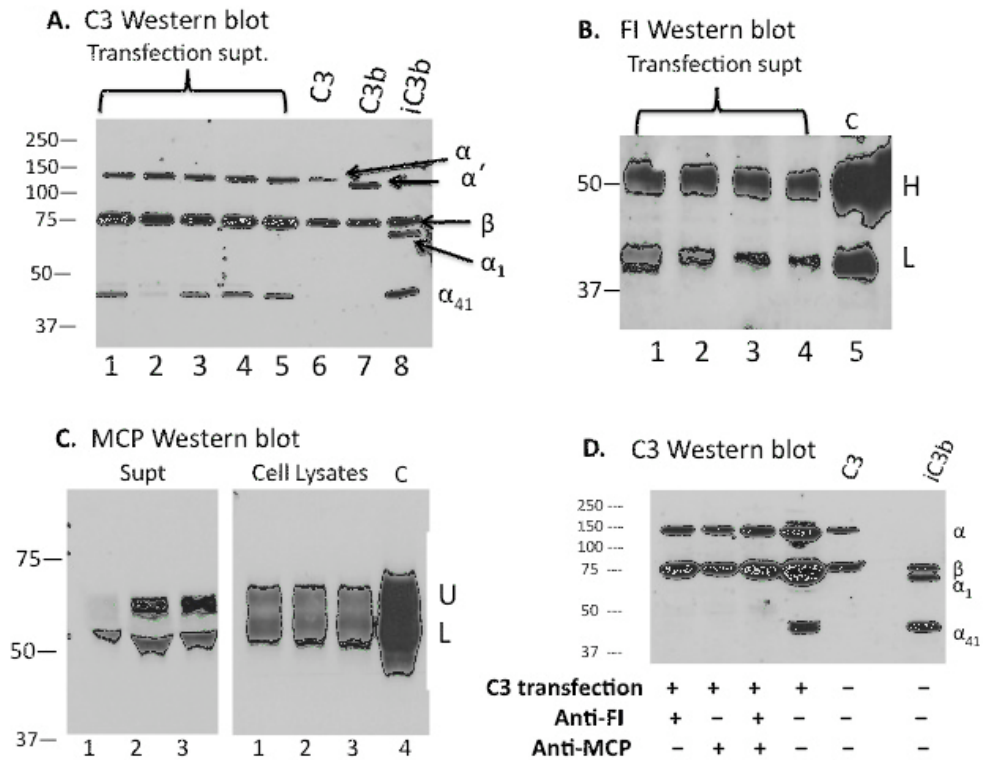 A. C3 Western blot
Transfection supt.
C3
C3b
iC3b
250
150
100
75
50
37
α
α′
β
α1
α41
1 2 3 4 5 6 7 8
B. FI Western blot
Transfection supt
C
50
37
H
L
1 2 3 4 5
C. MCP Western blot
Supt
Cell Lysates C
75
50
37
U
L
1 2 3
1 2 3 4
D. C3 Western blot
C3
iC3b
250 ---
150 ---
100 ---
75 ---
50 ---
37 ---
α
β
α1
α41
C3 transfection + + + + – –
Anti-FI + – + – – –
Anti-MCP – + + – – –